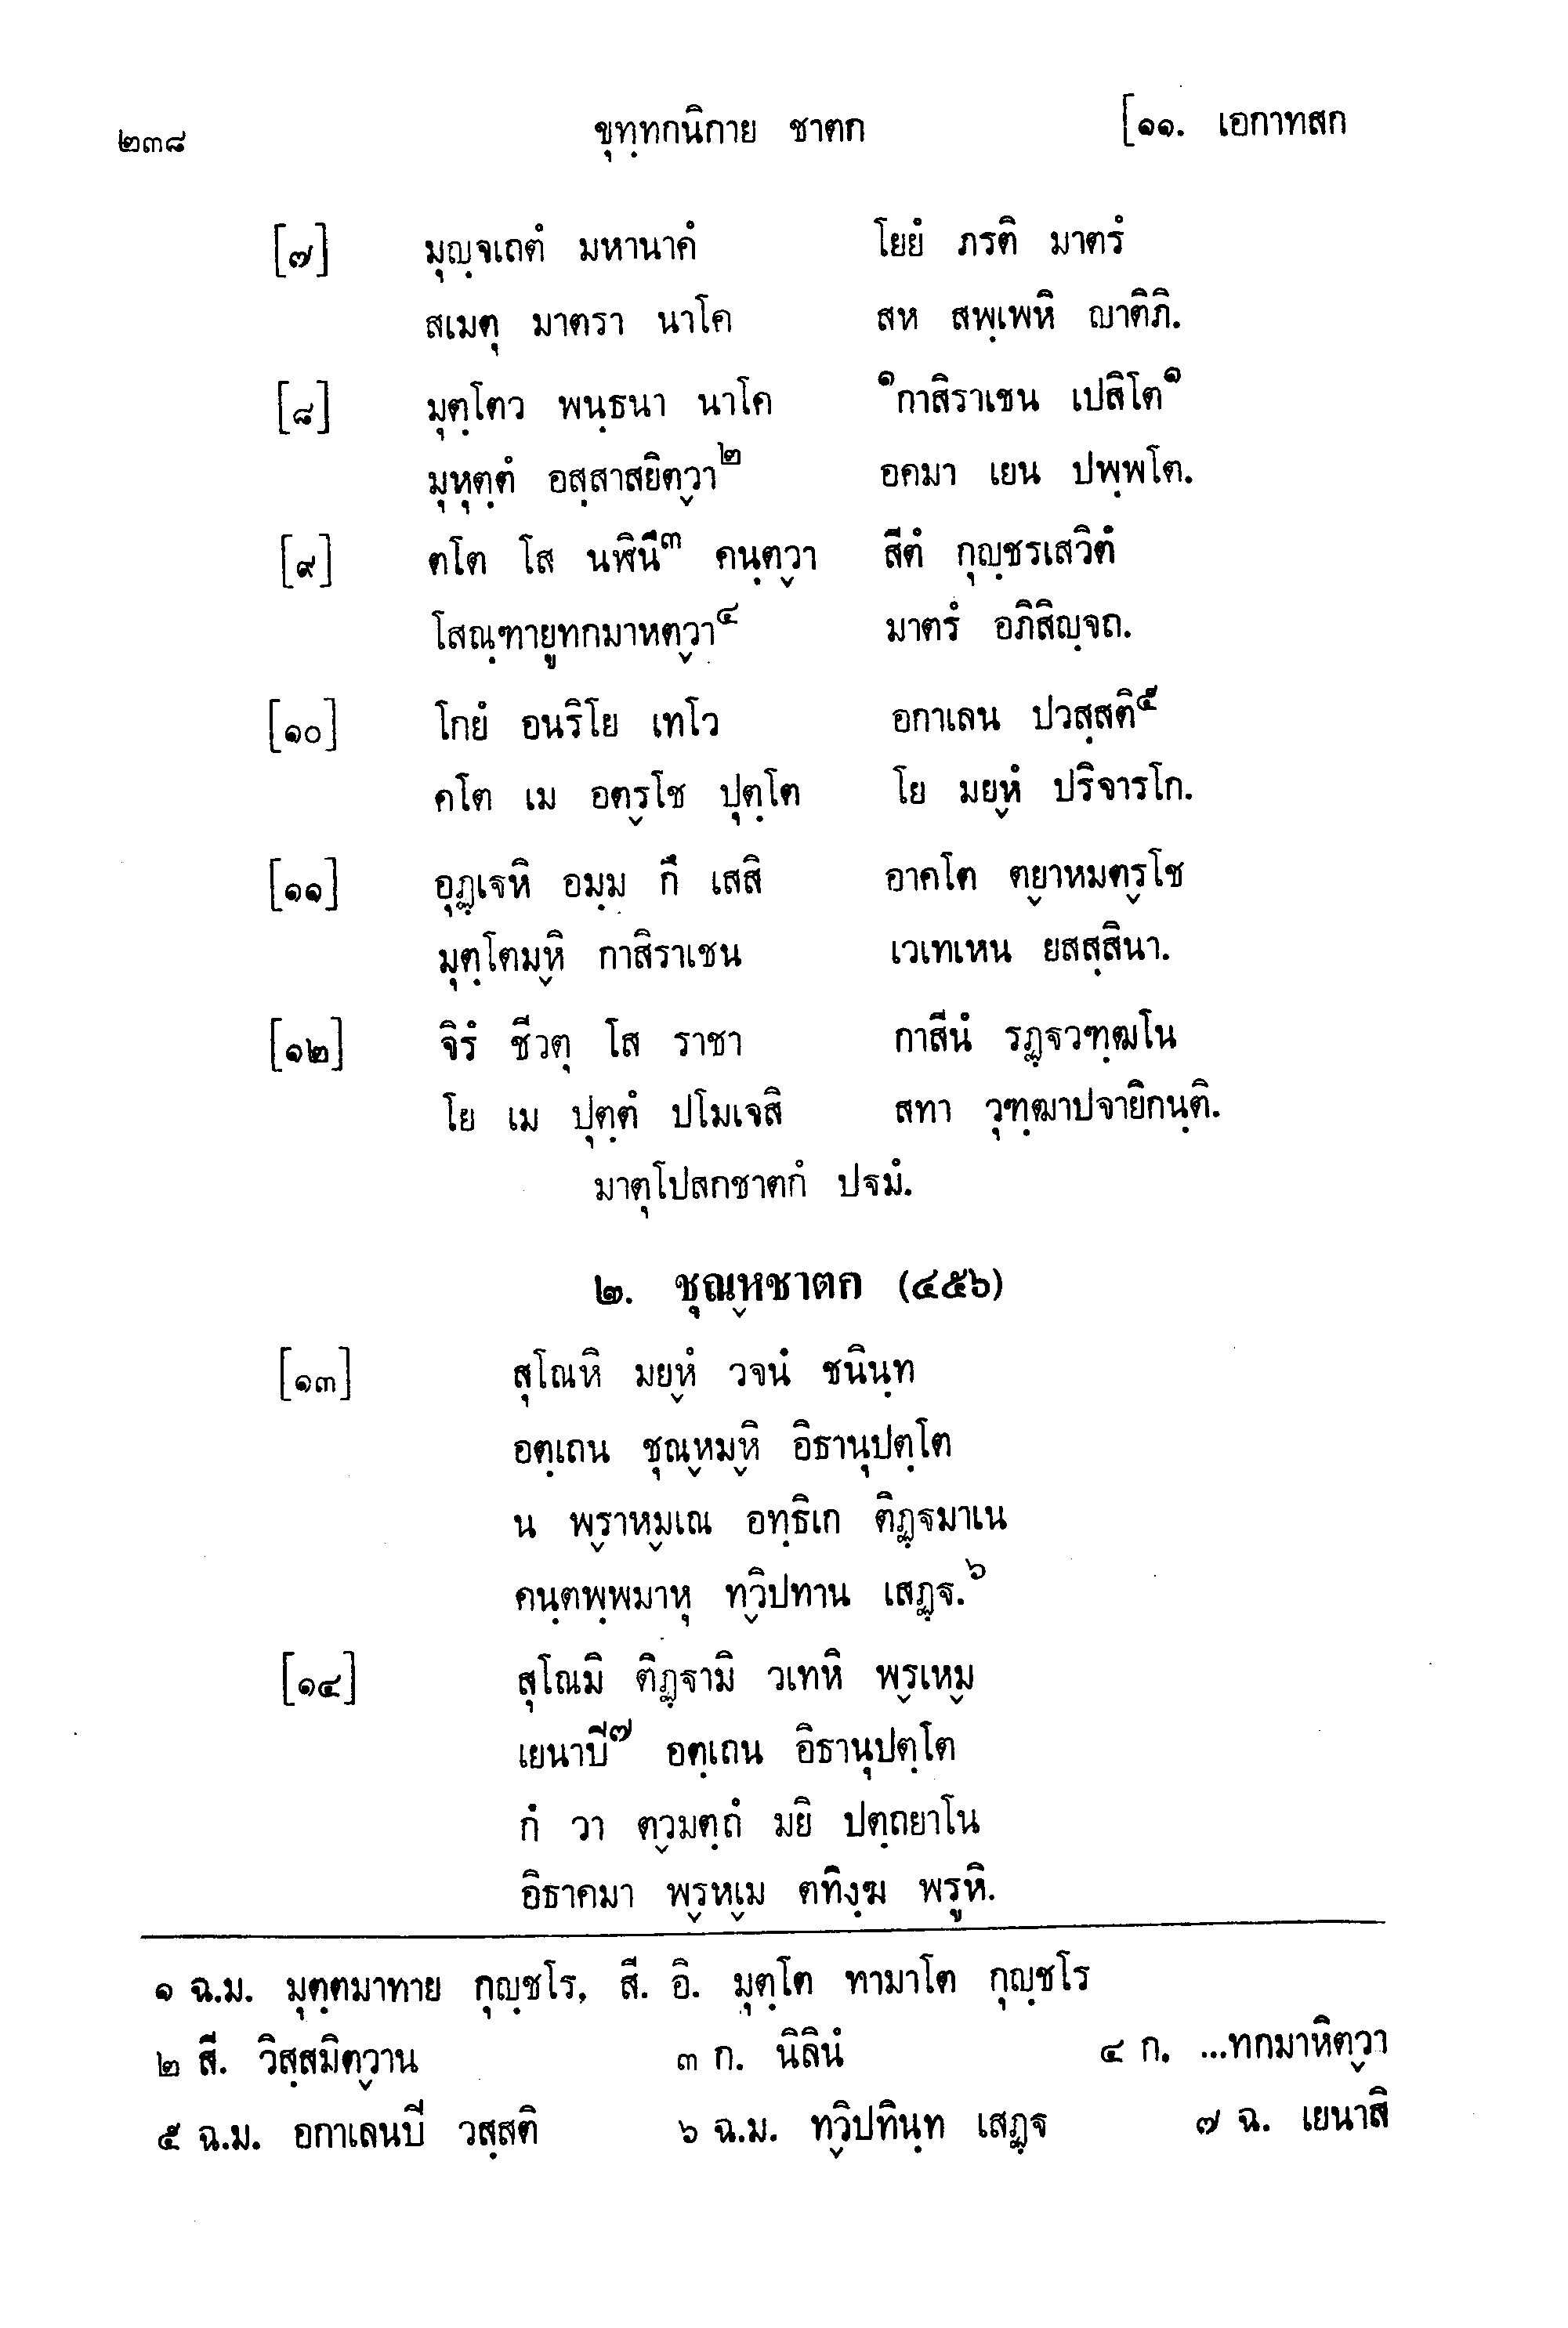 ๒๓๘ ขุทฺทกนิกาย ชาตก [๑๑. เอกาทสก
[๗] มุญฺจเถตํ มหานาคํ โยยํ ภรติ มาตรํ
สเมตุ มาตรา นาโค สห สพฺเพหิ ญาติภิ.
[๘] มุตฺโตว พนฺธนา นาโค ๑กาสิราเชน เปสิโต๑
มุหุตฺตํ อสฺสาสยิตฺวา๒ อคมา เยน ปพฺพโต.
[๙] ตโต โส นฬินึ๓ คนฺตฺวา สีตํ กุญฺชรเสวิตํ
โสณฺฑายูทกมาหตฺวา๔ มาตรํ อภิสิญฺจถ.
[๑๐] โกยํ อนริโย เทโว อกาเลน ปวสฺสติ๕
คโต เม อตฺรโช ปุตฺโต โย มยฺหํ ปริจารโก.
[๑๑] อุฏฺเฐหิ อมฺม กึ เสสิ อาคโต ตฺยาหมตฺรโช
มุตฺโตมฺหิ กาสิราเชน เวเทเหน ยสสฺสินา.
[๑๒] จิรํ ชีวตุ โส ราชา กาสีนํ รฏฺฐวฑฺฒโน
โย เม ปุตฺตํ ปโมเจสิ สทา วุฑฺฒาปจายิกนฺติ.
มาตุโปสกชาตกํ ปฐมํ.
๒. ชุณฺหชาตก (๔๕๖)
[๑๓] สุโณหิ มยฺหํ วจนํ ชนินฺท
อตฺเถน ชุณฺหมฺหิ อิธานุปตฺโต
น พฺราหฺมเณ อทฺธิเก ติฏฺฐมาเน
คนฺตพฺพมาหุ ทฺวิปทาน เสฏฺฐ.๖
[๑๔] สุโณมิ ติฏฺฐามิ วเทหิ พฺรเหฺม
เยนาปิ๗ อตฺเถน อิธานุปตฺโต
กํ วา ตฺวมตฺถํ มยิ ปตฺถยาโน
อิธาคมา พฺรหฺเม ตทิงฺฆ พฺรูหิ.
๑ ฉ.ม. มุตฺตมาทาย กุญฺชโร, สี. อิ. มุตฺโต ทามาโต กุญฺชโร
๒ สี. วิสฺสมิตฺวาน ๓ ก. นิลินํ ๔ ก. ...ทกมาหิตฺวา
๕ ฉ.ม. อกาเลนปิ วสฺสติ ๖ ฉ.ม. ทฺวิปทินฺท เสฏฺฐ ๗ ฉ. เยนาสิ